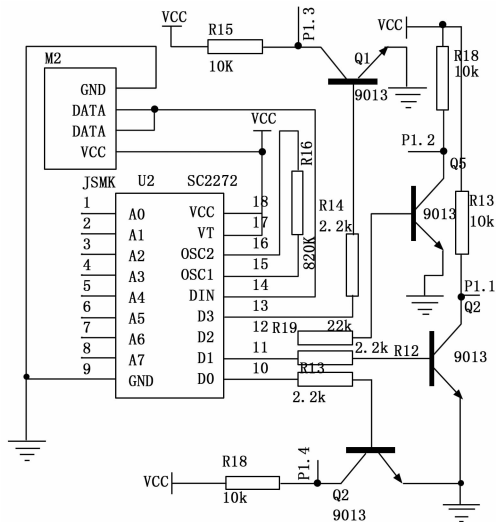 VCC
R15
10K
P1.3
VCC
Q1
9013
R18
10k
M2
GND
DATA
DATA
VCC
JSMK
VCC
R16
820K
P1.2
Q5
9013
R13
10k
U2
SC2272
R14
2.2k
1
2
3
4
5
6
7
8
9
A0
A1
A2
A3
A4
A5
A6
A7
GND
VCC
VT
OSC2
OSC1
DIN
D3
D2
D1
D0
18
17
16
15
14
13
12
11
10
R19
22k
2.2k
R12
R13
2.2k
P1.1
Q2
9013
VCC
R18
10k
P1.4
Q2
9013